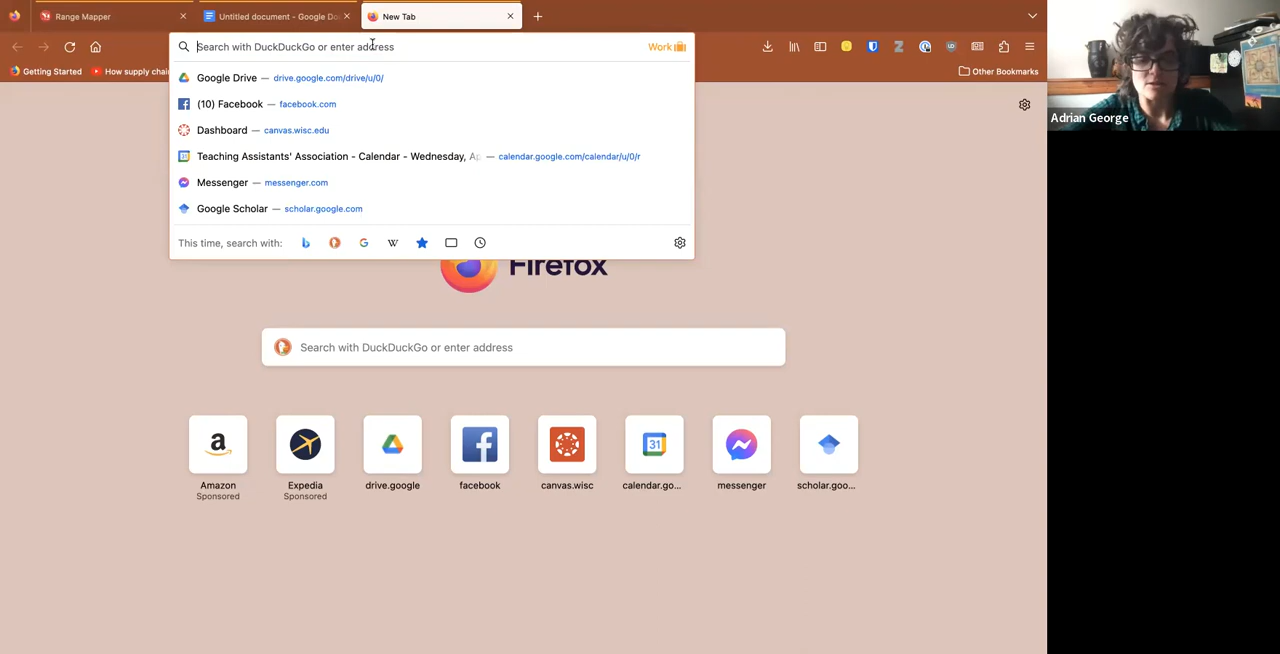 Range Mapper
Untitled document - Google Do
New Tab
Search with DuckDuckGo or enter address
Work
Getting Started
How supply chai
Other Bookmarks
Google Drive — drive.google.com/drive/u/0/
(10) Facebook — facebook.com
Dashboard — canvas.wisc.edu
Teaching Assistants' Association - Calendar - Wednesday, Ap — calendar.google.com/calendar/u/0/r
Messenger — messenger.com
Google Scholar — scholar.google.com
This time, search with:
Firefox
Search with DuckDuckGo or enter address
Amazon
Sponsored
Expedia
Sponsored
drive.google
facebook
canvas.wisc
calendar.go...
messenger
scholar.goo...
Adrian George